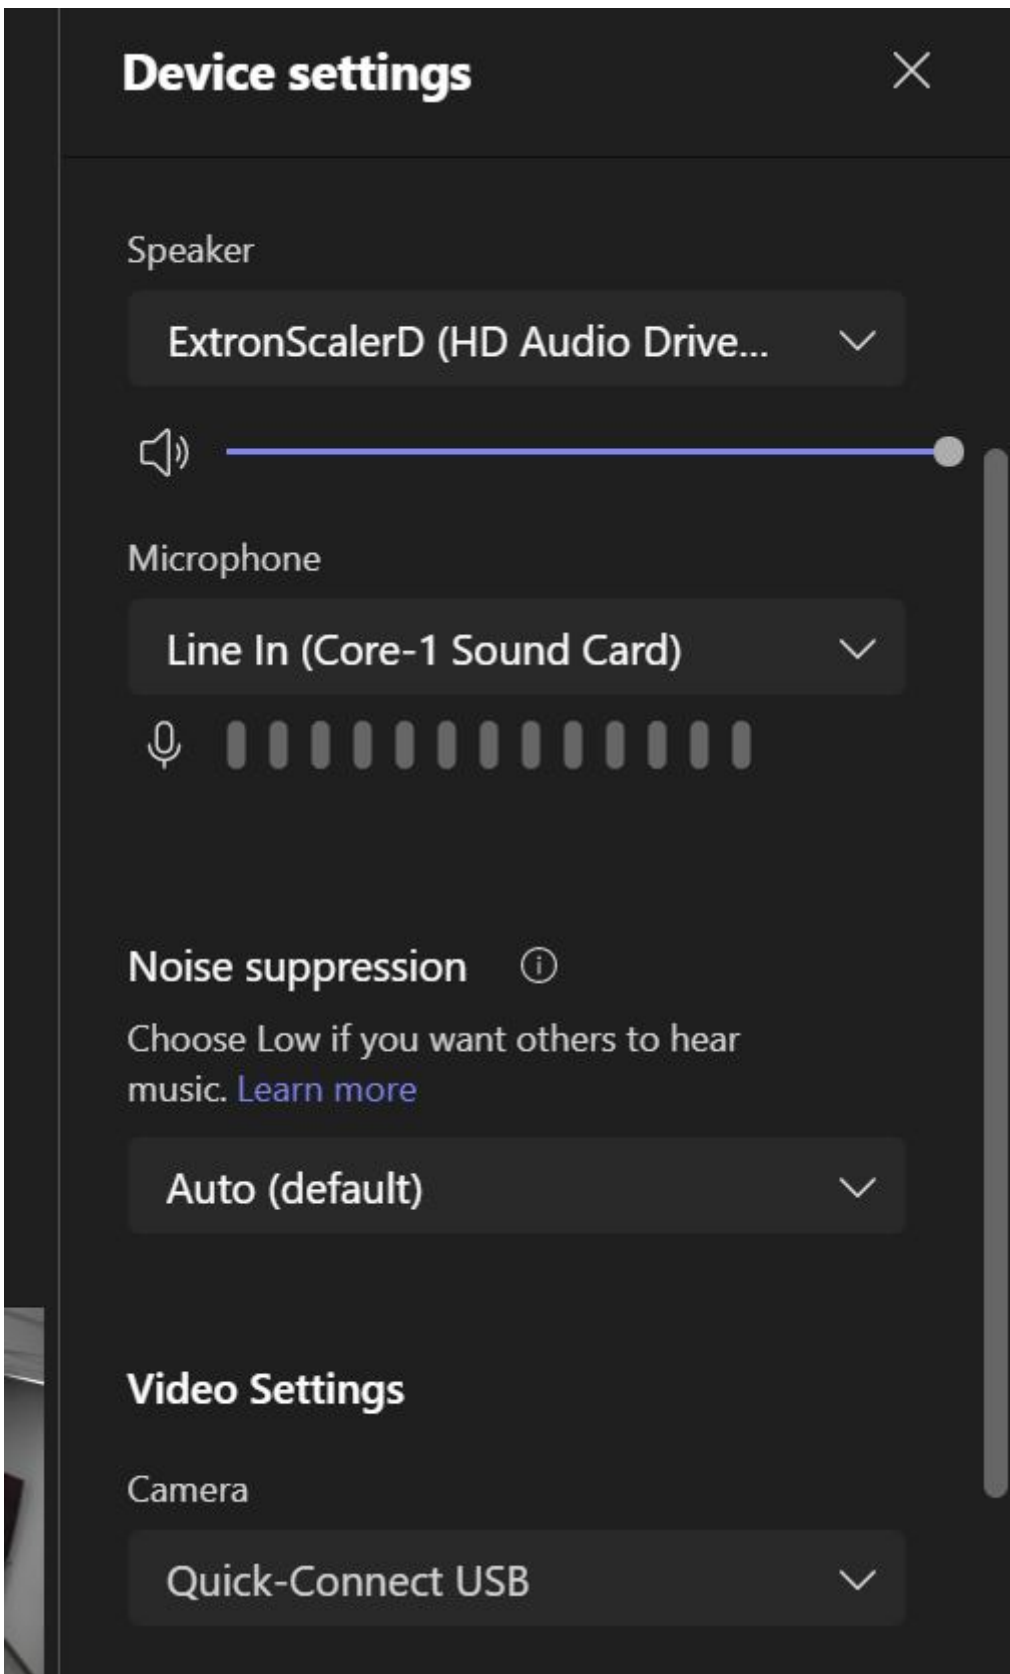 Device settings
Speaker
ExtronScalerD (HD Audio Drive...
Microphone
Line In (Core-1 Sound Card)
Noise suppression
Choose Low if you want others to hear
music. Learn more
Auto (default)
Video Settings
Camera
Quick-Connect USB